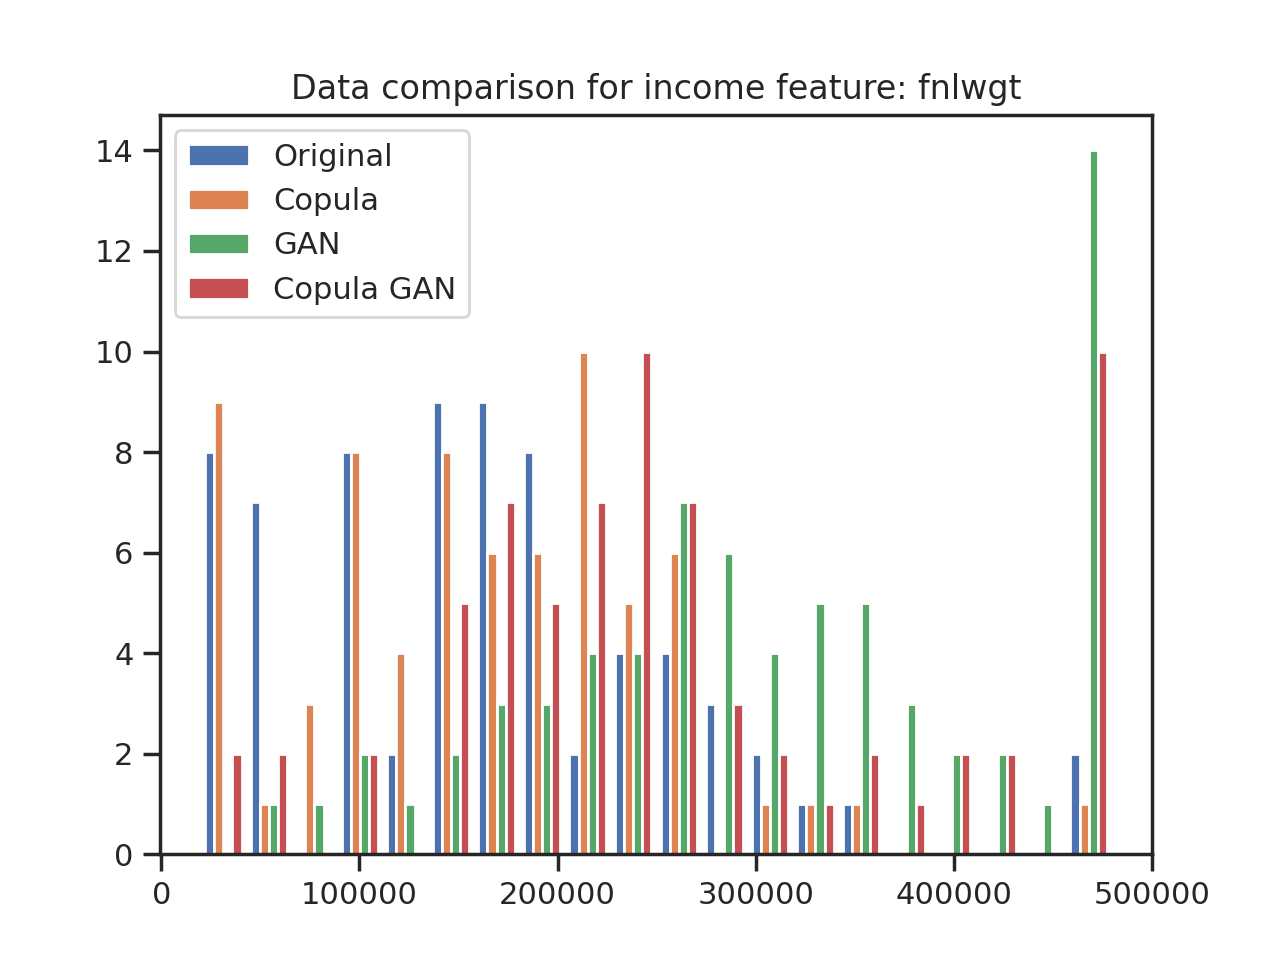 Data comparison for income feature: fnlwgt
Original
Copula
GAN
Copula GAN
14
12
10
8
6
4
2
0
0 100000 200000 300000 400000 500000